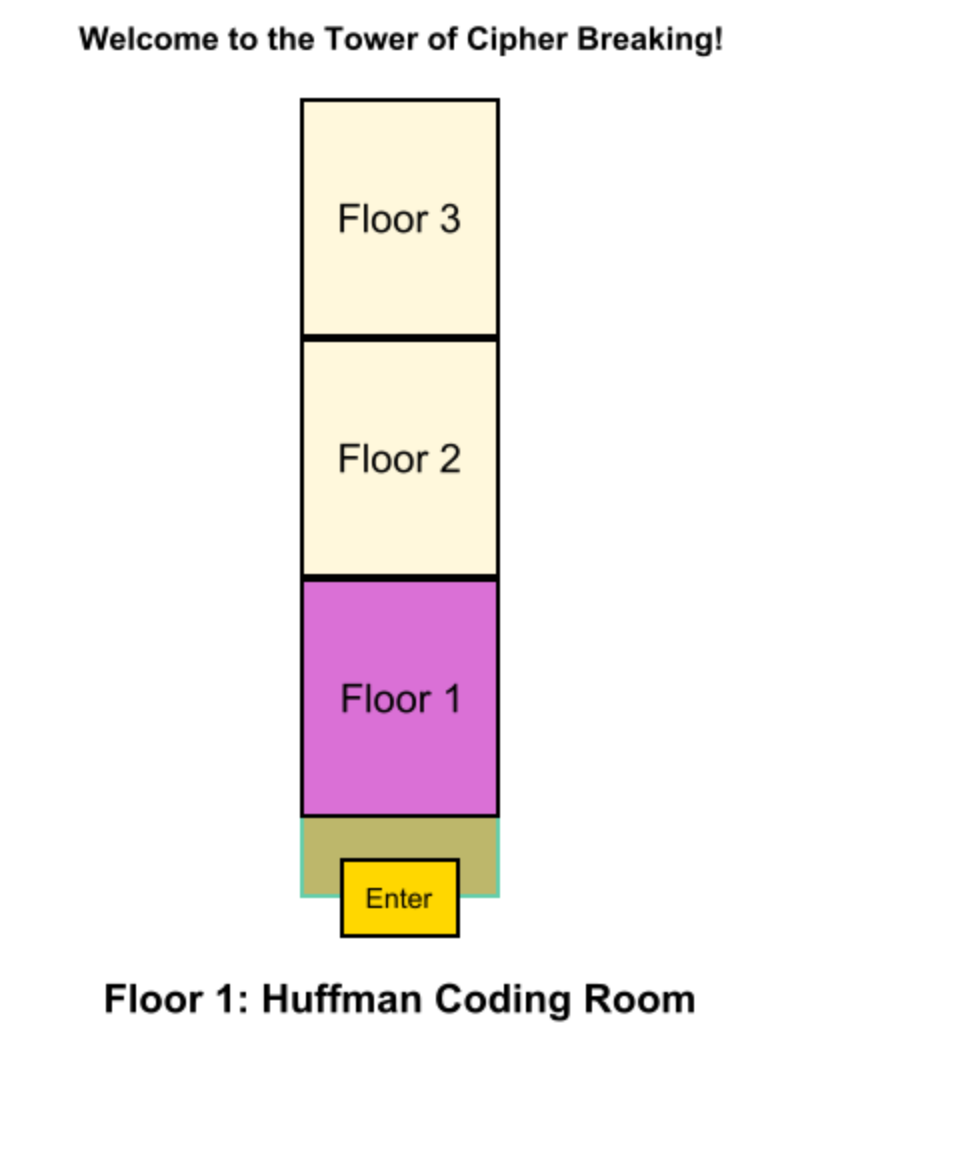 Welcome to the Tower of Cipher Breaking!
Floor 3
Floor 2
Floor 1
Enter
Floor 1: Huffman Coding Room